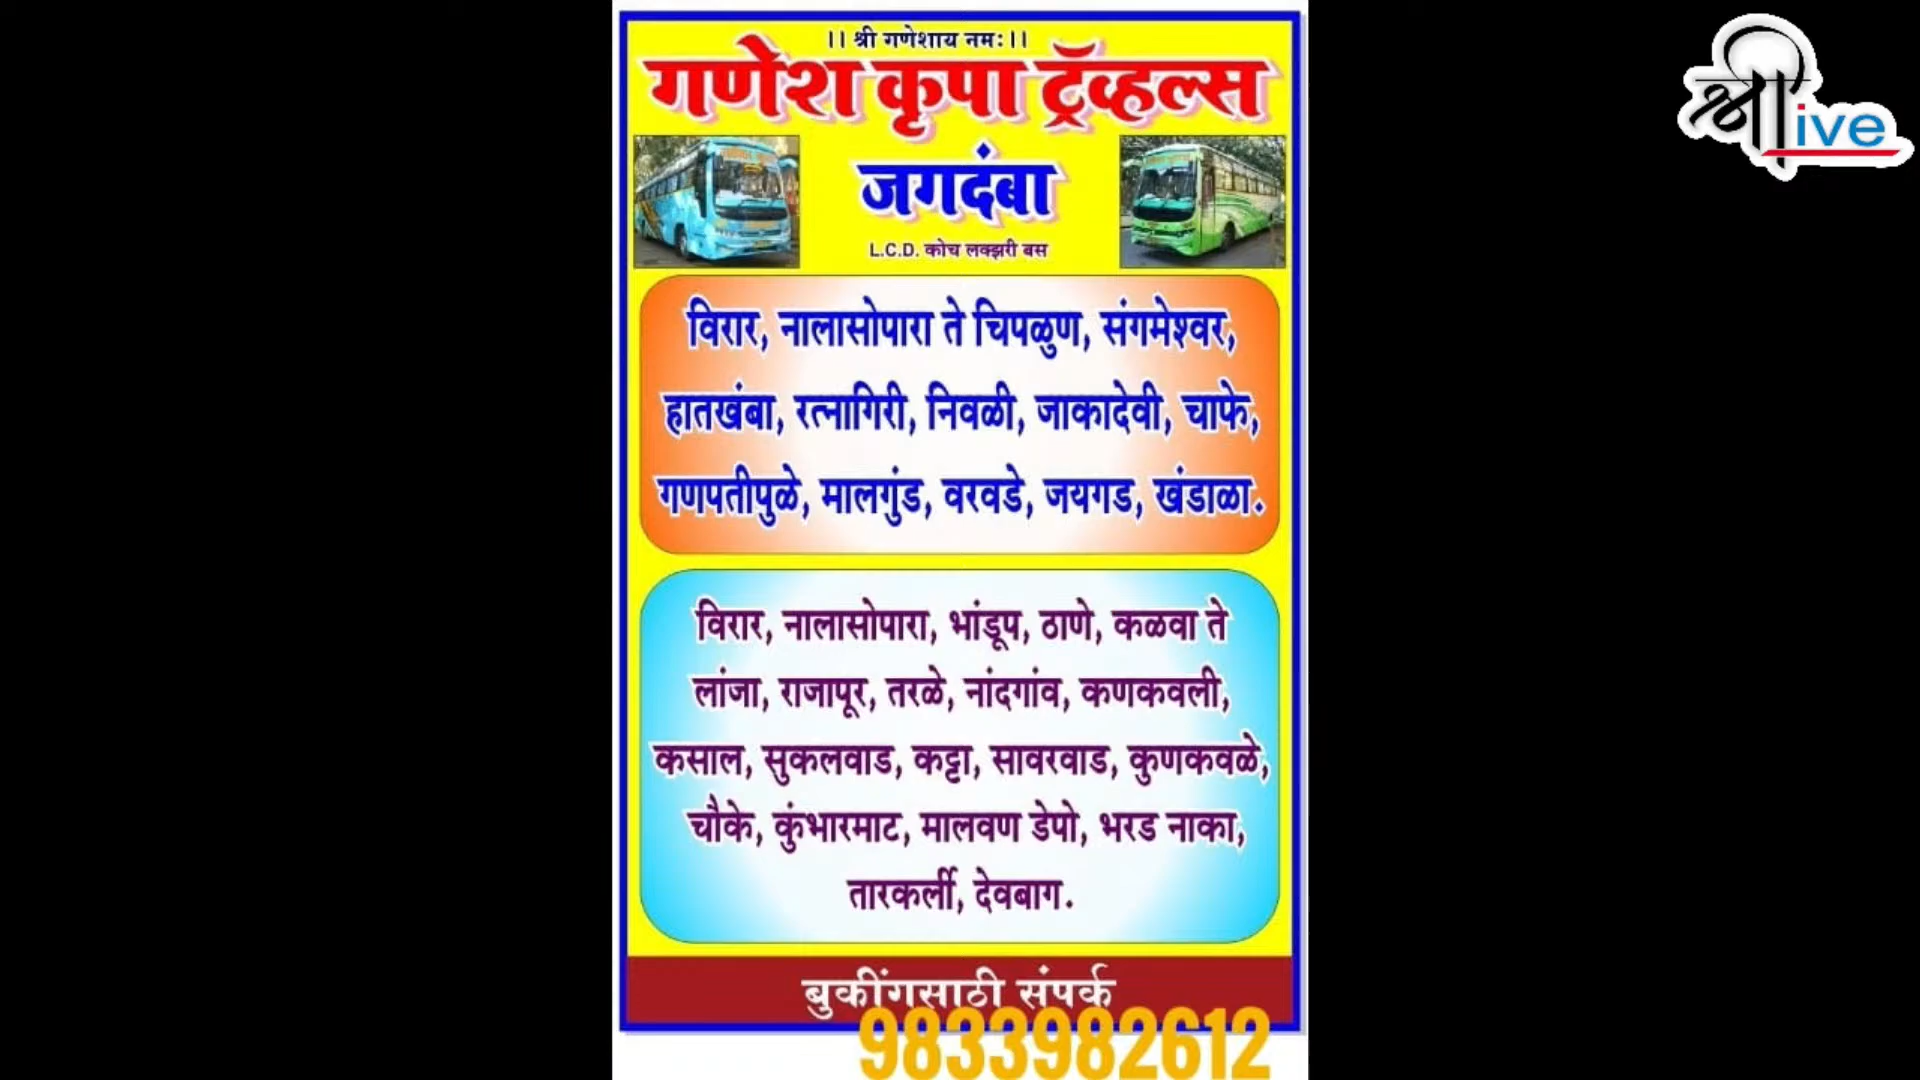 ।। श्री गणेशाय नमः।।
गणेश कृपा ट्रॅव्हल्स
जगदंबा
L.C.D. कोच लक्झरी बस
विरार, नालासोपारा ते चिपळुण, संगमेश्वर,
हातखंबा, रत्नागिरी, निवळी, जाकादेवी, चाफे,
गणपतीपुळे, मालगुंड, वरवडे, जयगड, खंडाळा.
विरार, नालासोपारा, भांडूप, ठाणे, कळवा ते
लांजा, राजापूर, तरळे, नांदगांव, कणकवली,
कसाल, सुकलवाड, कट्टा, सावरवाड, कुणकवळे,
चौके, कुंभारमाट, मालवण डेपो, भरड नाका,
तारकर्ली, देवबाग.
बुकींगसाठी संपर्क
9833982612
श्री live